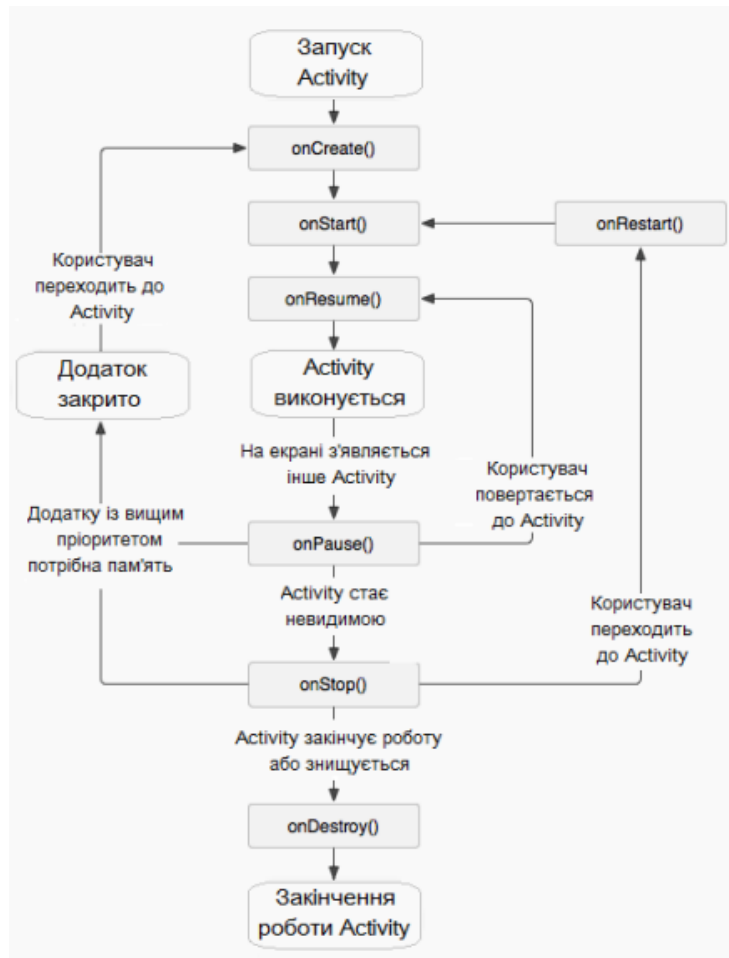 Запуск
Activity
onCreate()
onStart()
onRestart()
Користувач
переходить до
Activity
onResume()
Додаток
закрито
Activity
виконується
На екрані з'являється
інше Activity
Користувач
повертається
до Activity
Додатку із вищим
пріоритетом
потрібна пам'ять
onPause()
Activity стає
невидимою
Користувач
переходить
до Activity
onStop()
Activity закінчує роботу
або знищується
onDestroy()
Закінчення
роботи Activity